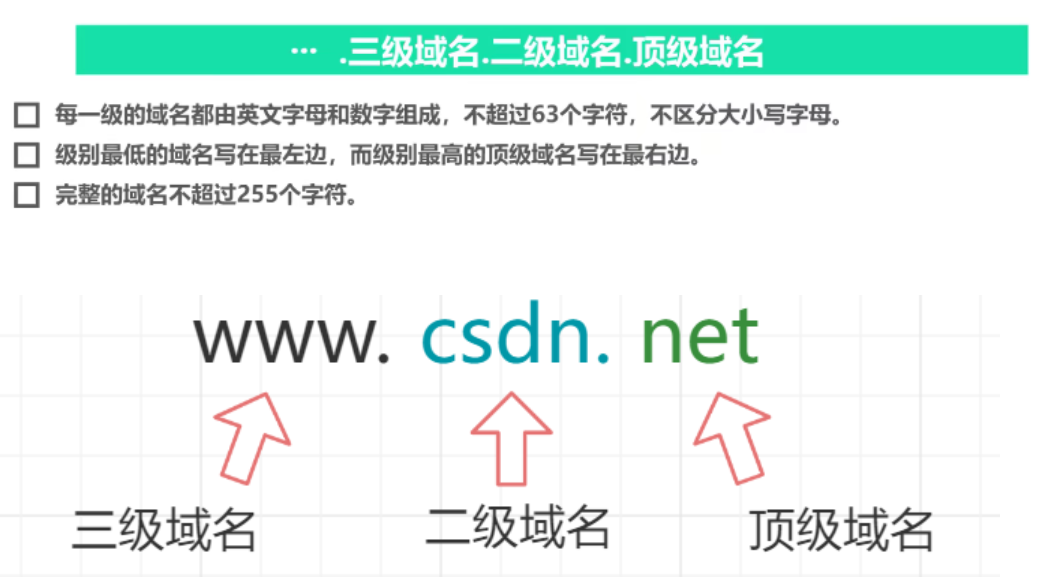 … .三级域名.二级域名.顶级域名
每一级的域名都由英文字母和数字组成，不超过63个字符，不区分大小写字母。
级别最低的域名写在最左边，而级别最高的顶级域名写在最右边。
完整的域名不超过255个字符。
www. csdn. net
三级域名 二级域名 顶级域名